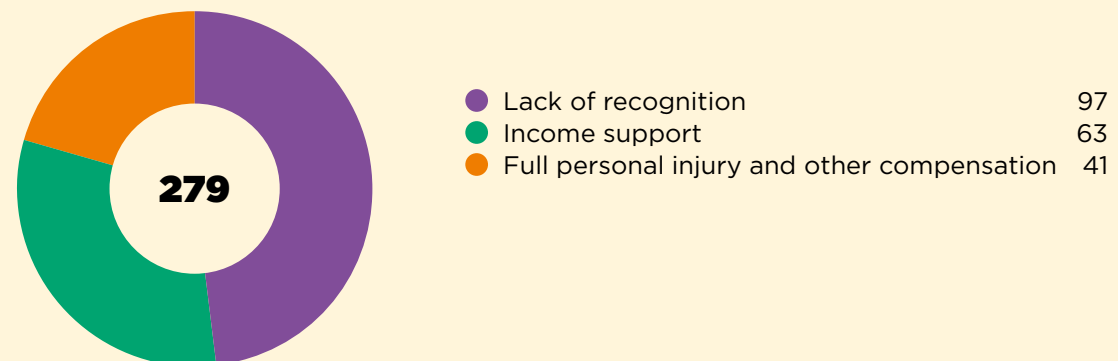 279
Lack of recognition 97
Income support 63
Full personal injury and other compensation 41